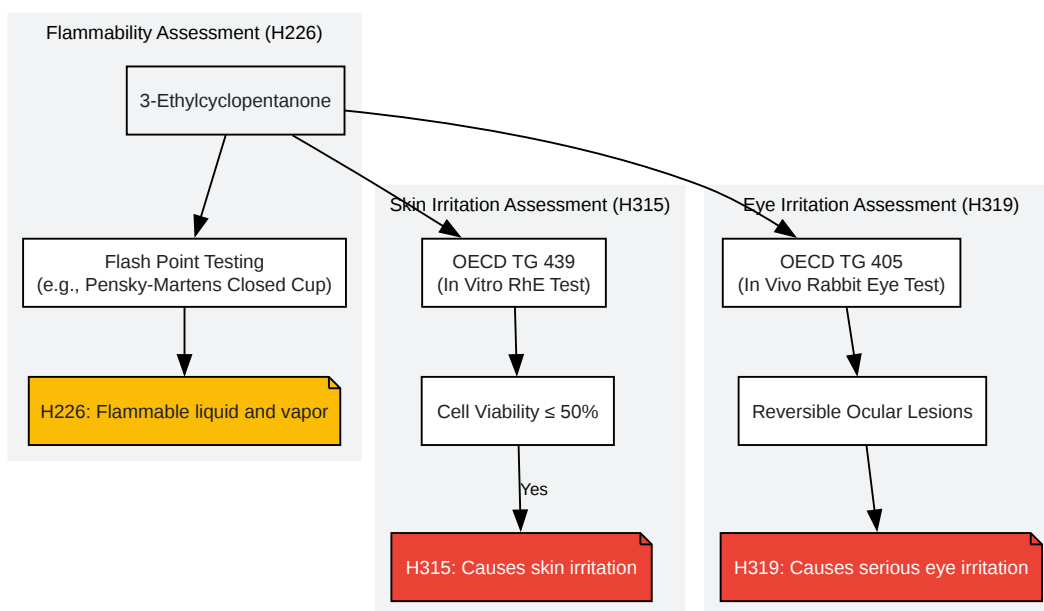 Flammability Assessment (H226)
3-Ethylcyclopentanone
Skin Irritation Assessment (H315)
Eye Irritation Assessment (H319)
Flash Point Testing
(e.g., Pensky-Martens Closed Cup)
OECD TG 439
(In Vitro RhE Test)
OECD TG 405
(In Vivo Rabbit Eye Test)
H226: Flammable liquid and vapor
Cell Viability ≤ 50%
Reversible Ocular Lesions
Yes
H315: Causes skin irritation
H319: Causes serious eye irritation